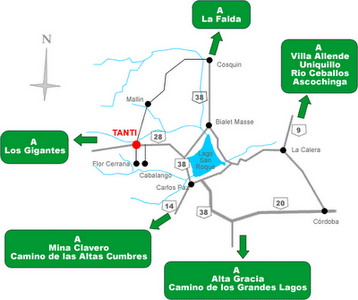 A
La Falda
N
A
Villa Allende
Uniquillo
Rio Ceballos
Ascochinga
Cosquin
38
Mallin
Bialet Masse
9
TANTI
28
A
Los Gigantes
La Calera
Lago
San
Roque
38
Flor Cerrana
Cabalango
Carlos Paz
14
38
20
Córdoba
A
Mina Clavero
Camino de las Altas Cumbres
A
Alta Gracia
Camino de los Grandes Lagos